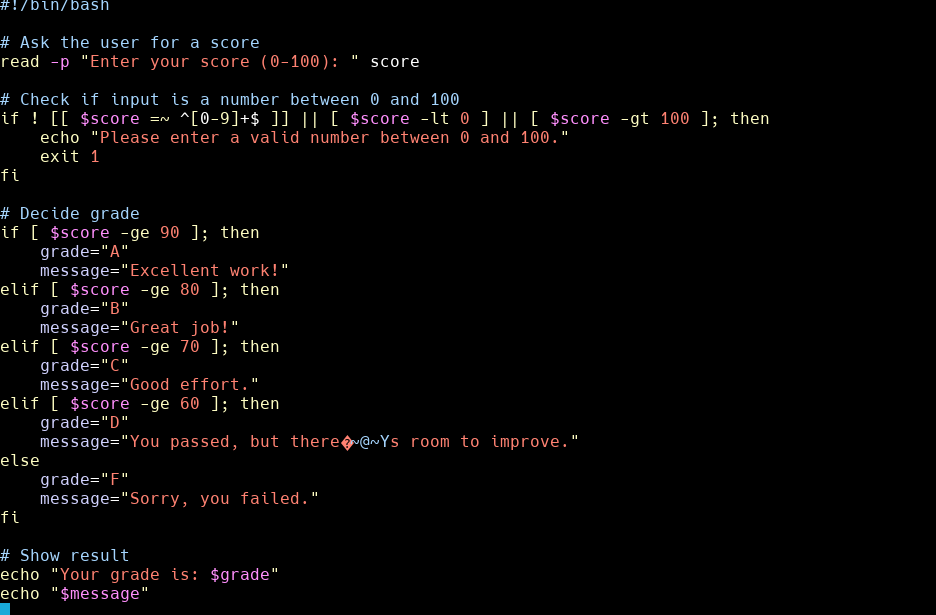 #!/bin/bash

# Ask the user for a score
read -p "Enter your score (0-100): " score

# Check if input is a number between 0 and 100
if ! [[ $score =~ ^[0-9]+$ ]] || [ $score -lt 0 ] || [ $score -gt 100 ]; then
    echo "Please enter a valid number between 0 and 100."
    exit 1
fi

# Decide grade
if [ $score -ge 90 ]; then
    grade="A"
    message="Excellent work!"
elif [ $score -ge 80 ]; then
    grade="B"
    message="Great job!"
elif [ $score -ge 70 ]; then
    grade="C"
    message="Good effort."
elif [ $score -ge 60 ]; then
    grade="D"
    message="You passed, but there�~@~Ys room to improve."
else
    grade="F"
    message="Sorry, you failed."
fi

# Show result
echo "Your grade is: $grade"
echo "$message"